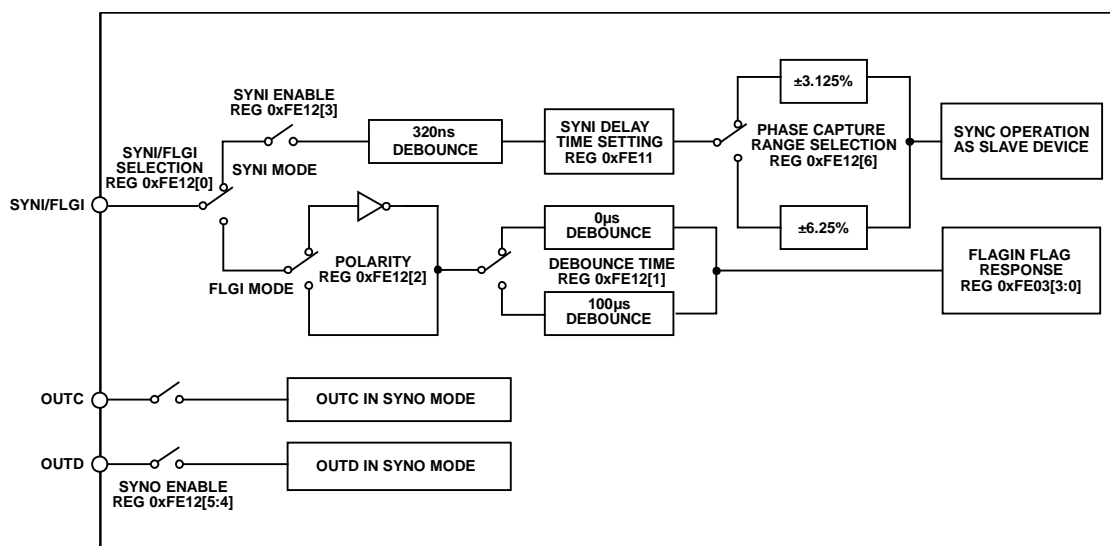 SYNI ENABLE
REG 0xFE12[3]
SYNI/FLGI
SELECTION
REG 0xFE12[0]
SYNI MODE
320ns
DEBOUNCE
SYNI DELAY
TIME SETTING
REG 0xFE11
±3.125%
PHASE CAPTURE
RANGE SELECTION
REG 0xFE12[6]
±6.25%
SYNC OPERATION
AS SLAVE DEVICE
SYNI/FLGI
FLGI MODE
POLARITY
REG 0xFE12[2]
0µs
DEBOUNCE
DEBOUNCE TIME
REG 0xFE12[1]
100µs
DEBOUNCE
FLAGIN FLAG
RESPONSE
REG 0xFE03[3:0]
OUTC
OUTC IN SYNO MODE
OUTD
OUTD IN SYNO MODE
SYNO ENABLE
REG 0xFE12[5:4]